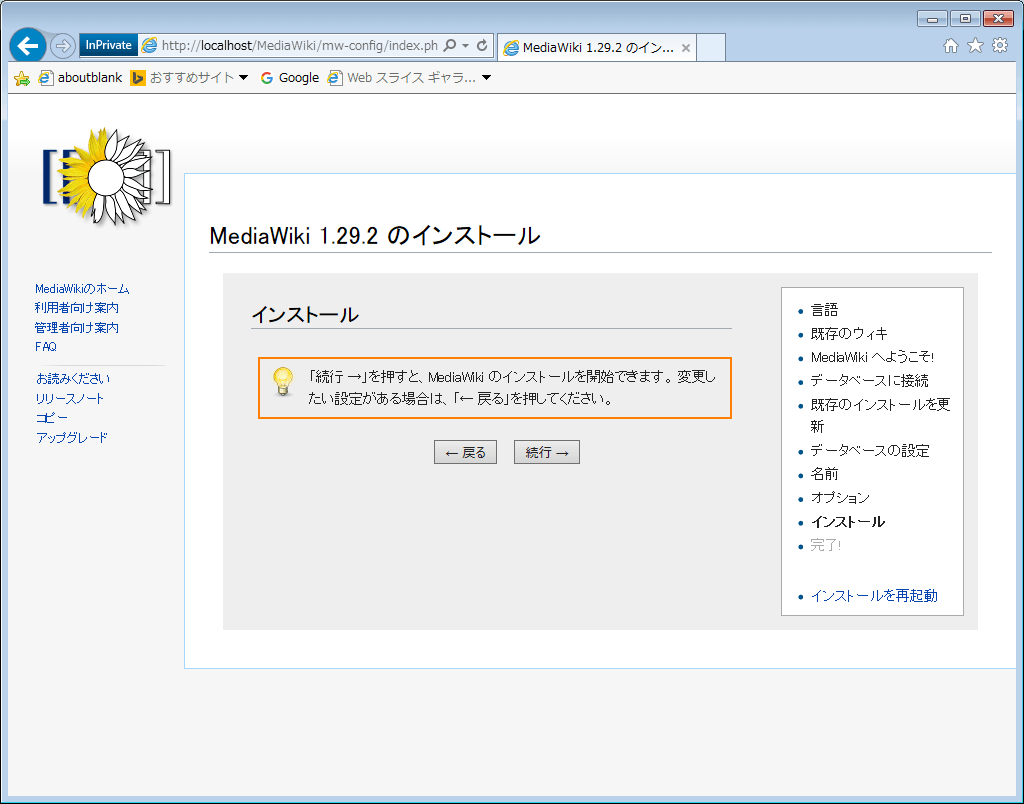 InPrivate
http://localhost/MediaWiki/mw-config/index.ph
MediaWiki 1.29.2 のイン...
aboutblank
おすすめサイト
Google
Web スライス ギャラ...
MediaWiki 1.29.2 のインストール
MediaWikiのホーム
利用者向け案内
管理者向け案内
FAQ
お読みください
リリースノート
コピー
アップグレード
インストール
「続行 →」を押すと、MediaWiki のインストールを開始できます。変更し
たい設定がある場合は、「← 戻る」を押してください。
← 戻る
続行 →
言語
既存のウィキ
MediaWiki へようこそ!
データベースに接続
既存のインストールを更
新
データベースの設定
名前
オプション
インストール
完了!
インストールを再起動